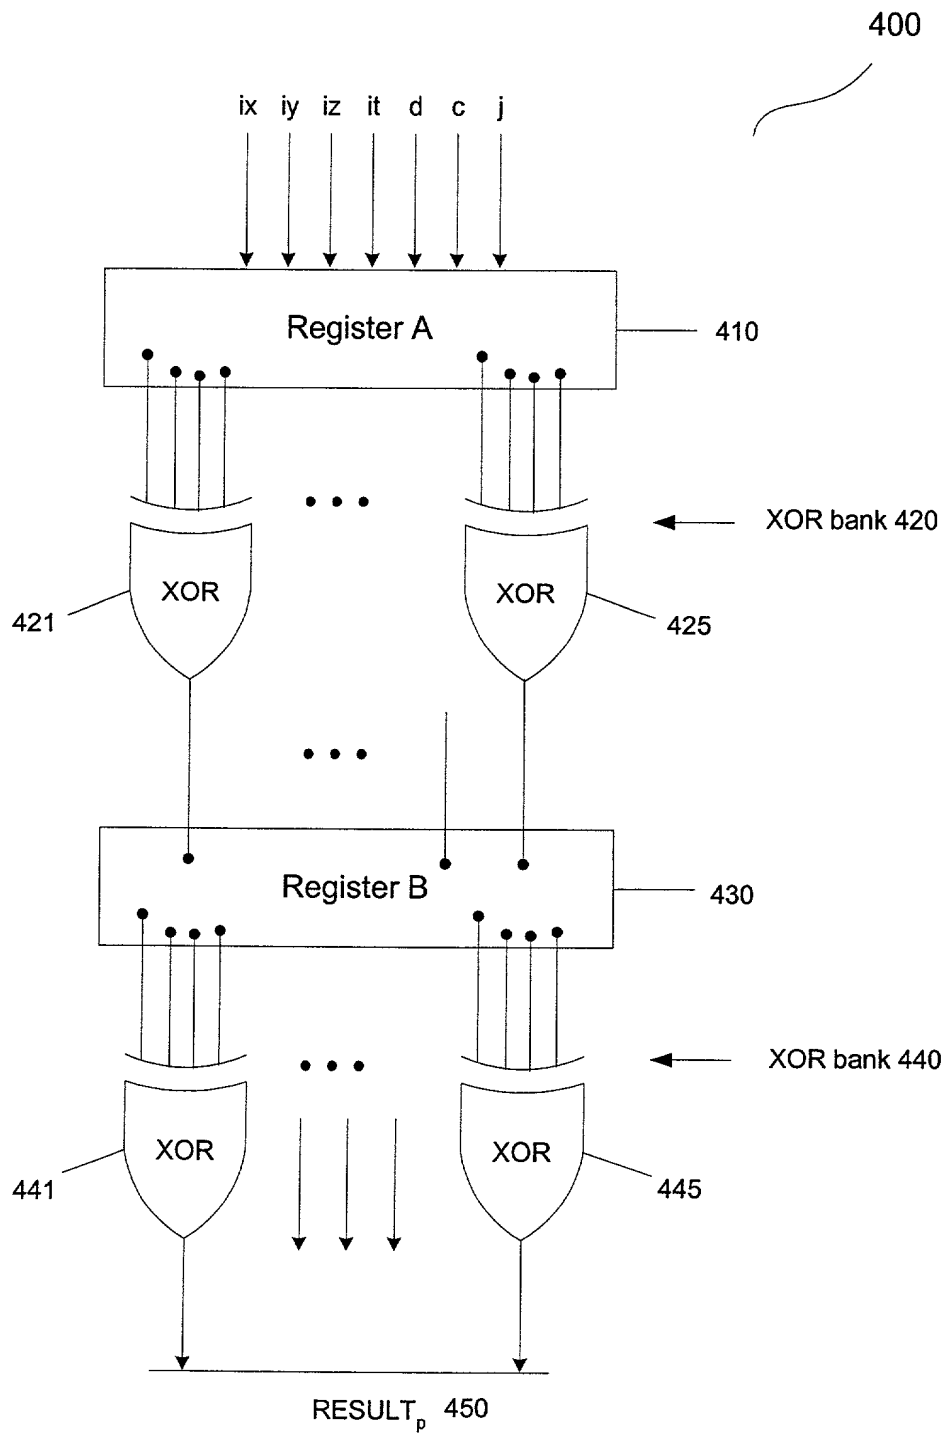 400
ix iy iz it d c j
Register A
410
XOR bank 420
XOR
XOR
421
425
Register B
430
XOR bank 440
XOR
XOR
441
445
RESULTp 450